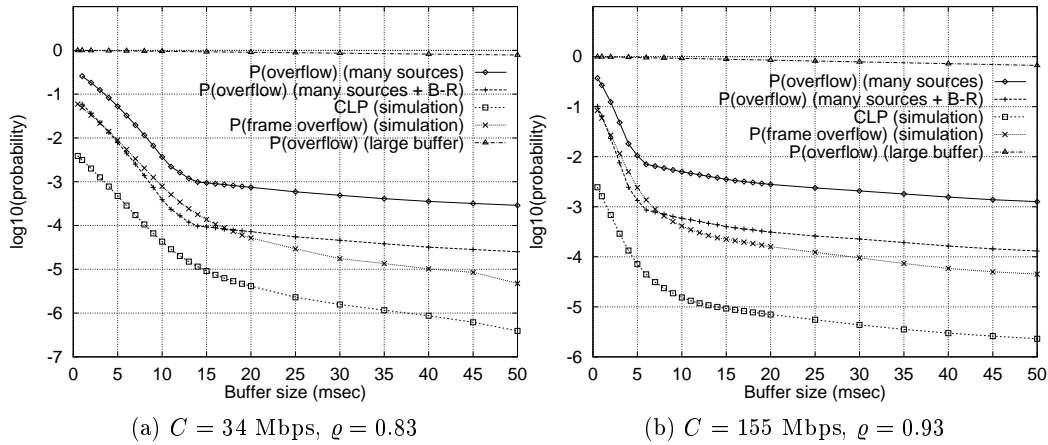 log10(probability)
0
-1
-2
-3
-4
-5
-6
-7
P(overflow) (many sources)
P(overflow) (many sources + B-R)
CLP (simulation)
P(frame overflow) (simulation)
P(overflow) (large buffer)
0 5 10 15 20 25 30 35 40 45 50
Buffer size (msec)
(a) C = 34 Mbps, ϱ = 0.83
log10(probability)
0
-1
-2
-3
-4
-5
-6
P(overflow) (many sources)
P(overflow) (many sources + B-R)
CLP (simulation)
P(frame overflow) (simulation)
P(overflow) (large buffer)
0 5 10 15 20 25 30 35 40 45 50
Buffer size (msec)
(b) C = 155 Mbps, ϱ = 0.93